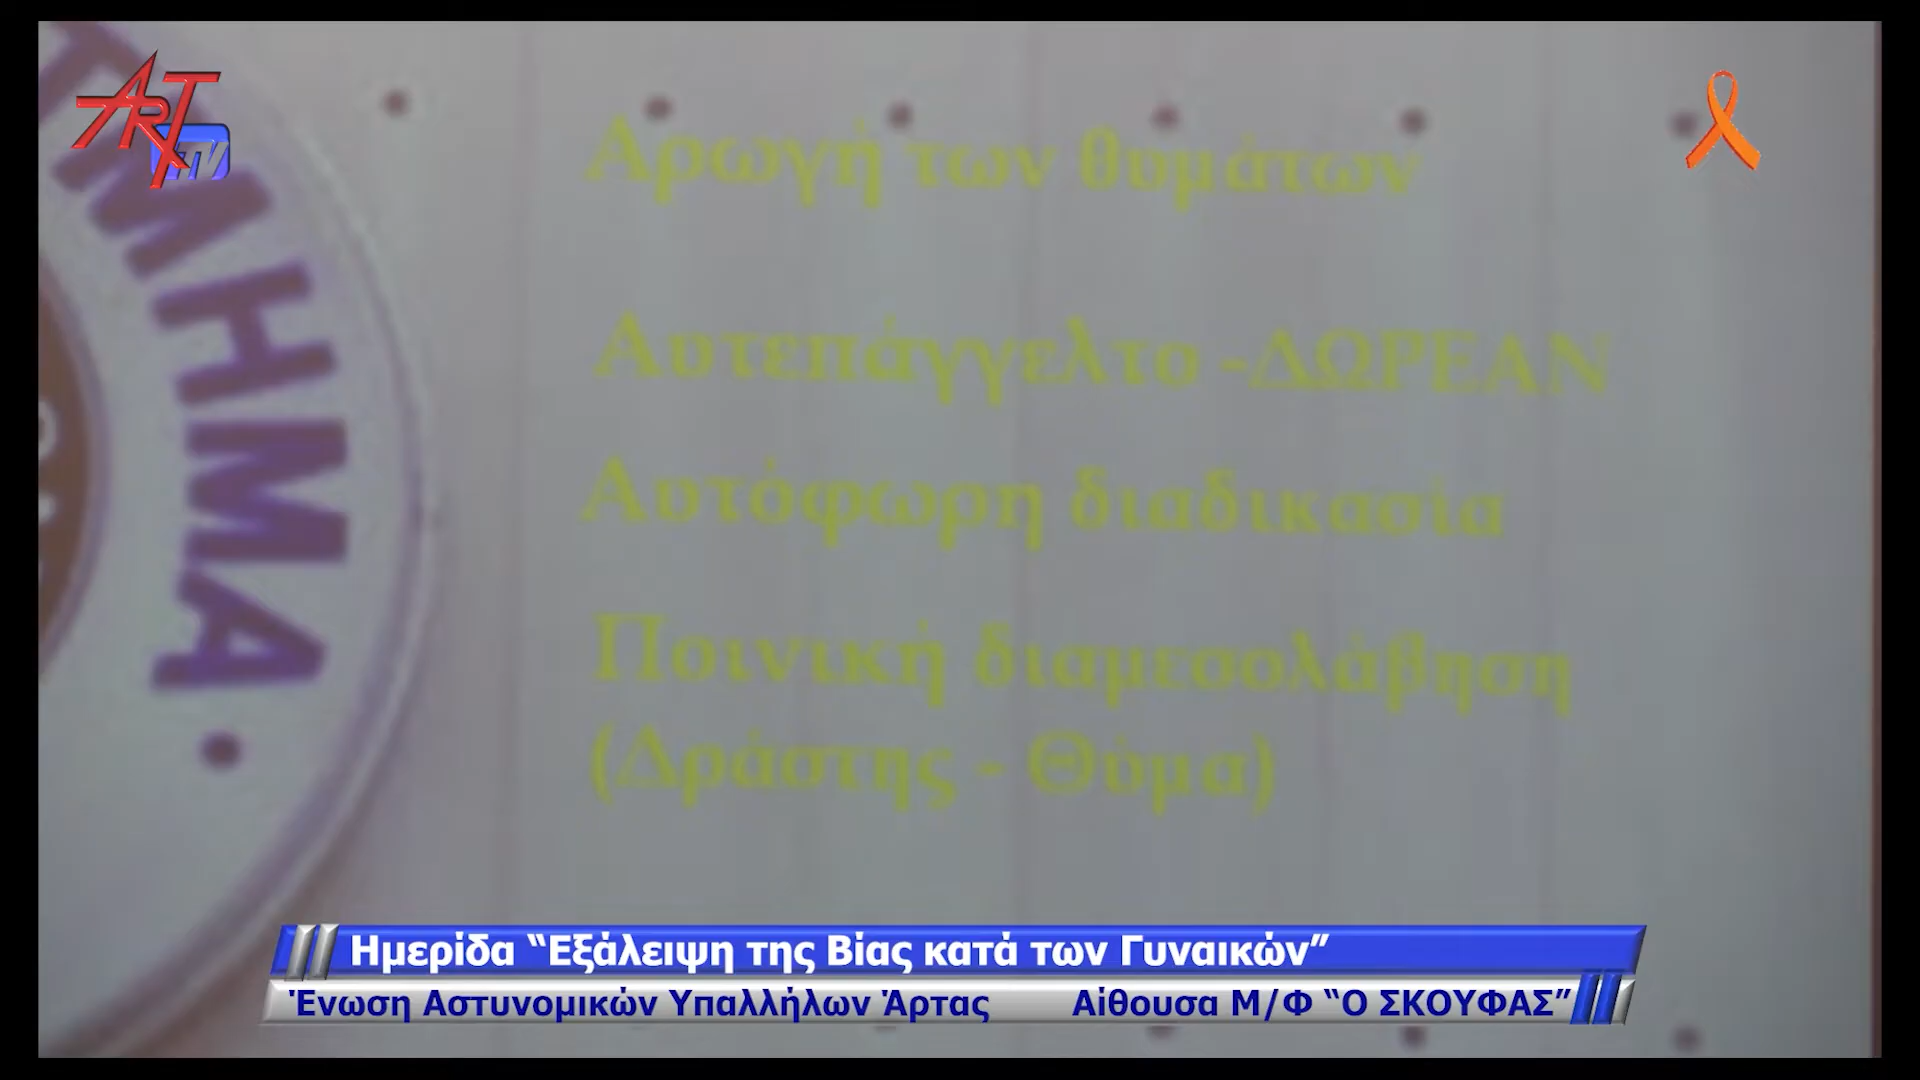 ART TV
ΤΜΗΜΑ
Αρωγή των θυμάτων
Αυτεπάγγελτο -ΔΩΡΕΑΝ
Αυτόφωρη διαδικασία
Ποινική διαμεσολάβηση
(Δράστης - Θύμα)
Ημερίδα “Εξάλειψη της Βίας κατά των Γυναικών”
Ένωση Αστυνομικών Υπαλλήλων Άρτας Αίθουσα Μ/Φ “Ο ΣΚΟΥΦΑΣ”